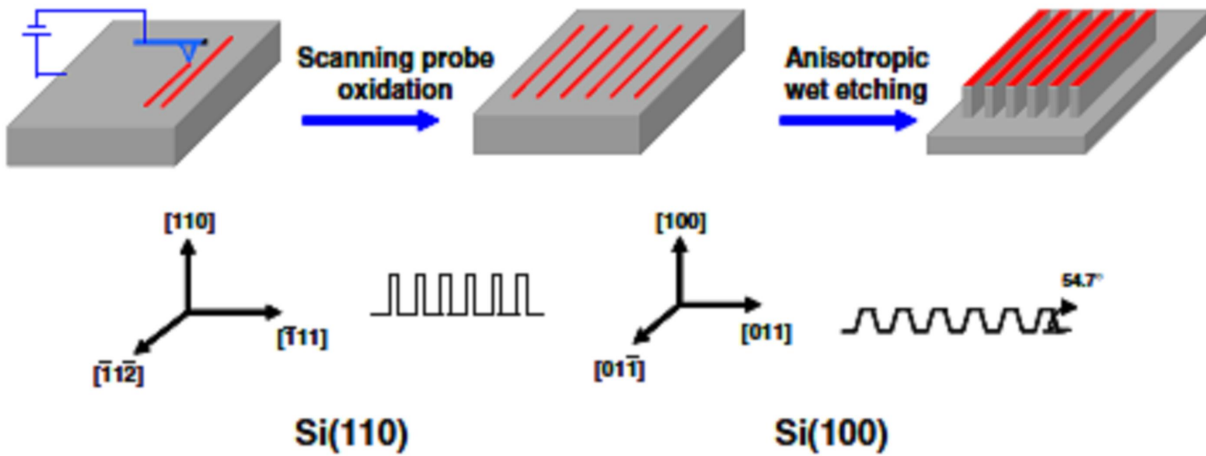 Scanning probe
oxidation
Anisotropic
wet etching
[110]
[1̅11]
[1̅12̅]
[100]
[011]
[011̅]
54.7°
Si(110)
Si(100)